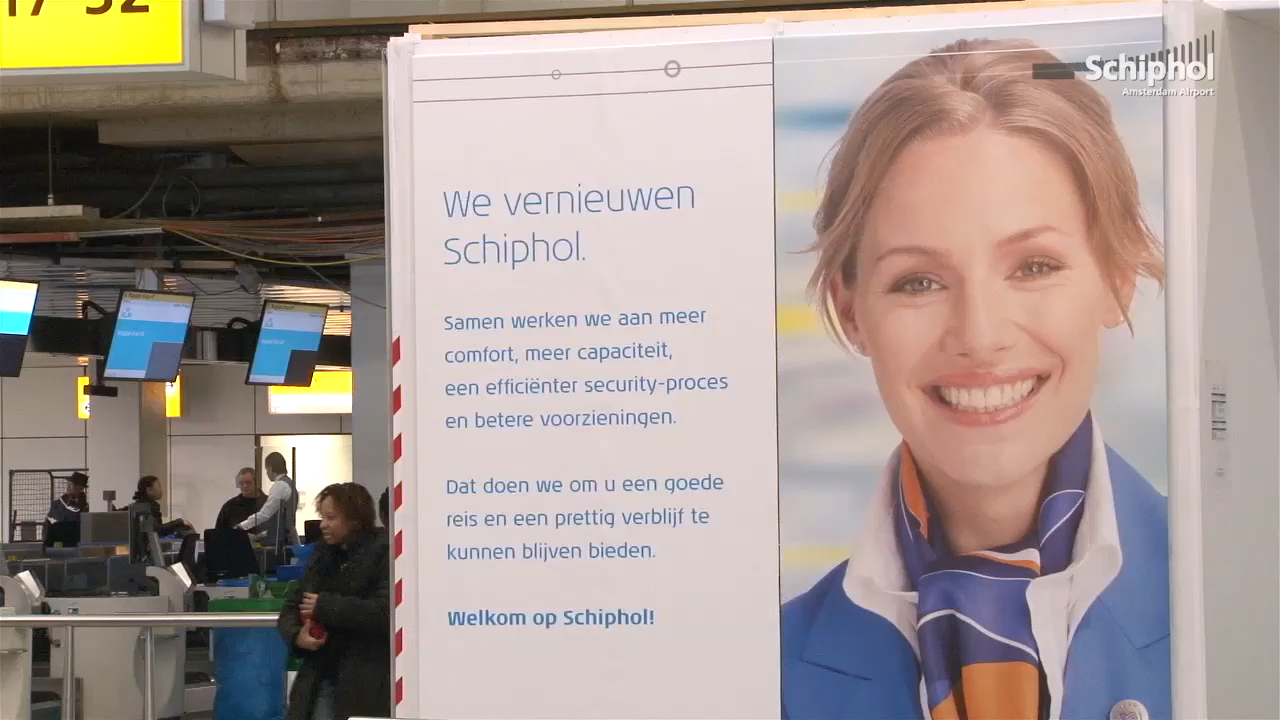 17-32
Schiphol
Amsterdam Airport
We vernieuwen
Schiphol.
Samen werken we aan meer
comfort, meer capaciteit,
een efficiënter security-proces
en betere voorzieningen.
Dat doen we om u een goede
reis en een prettig verblijf te
kunnen blijven bieden.
Welkom op Schiphol!